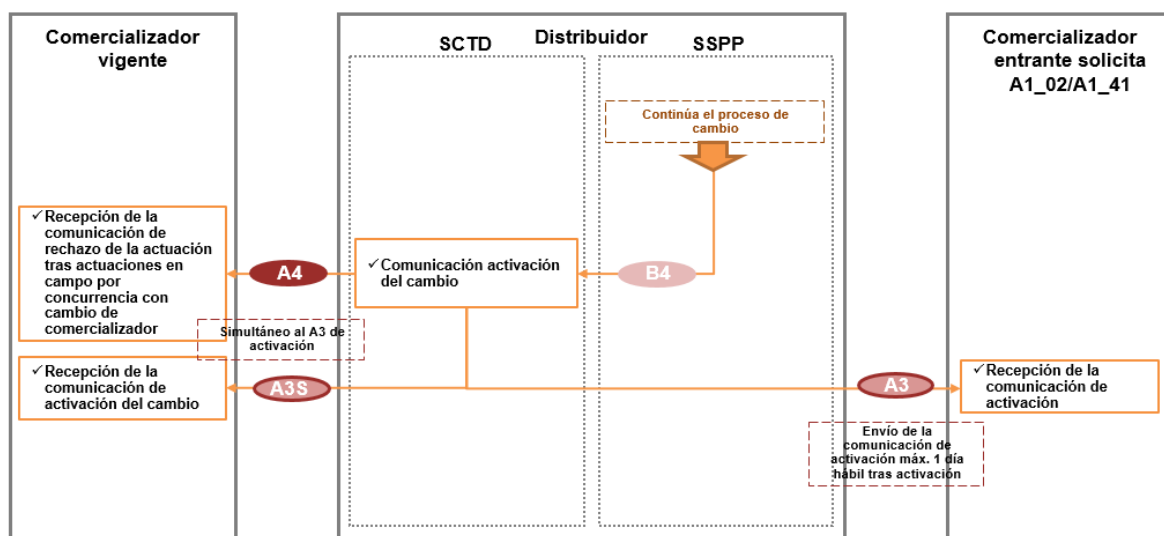 Comercializador
vigente
Distribuidor
SCTD
SSPP
Comercializador
entrante solicita
A1_02/A1_41
Continúa el proceso de
cambio
✓Recepción de la
comunicación de
rechazo de la actuación
tras actuaciones en
campo por
concurrencia con
cambio de
comercializador
A4
✓Comunicación activación
del cambio
B4
Simultáneo al A3 de
activación
✓Recepción de la
comunicación de
activación del cambio
A3S
A3
✓Recepción de la
comunicación de
activación
Envío de la
comunicación de
activación máx. 1 día
hábil tras activación